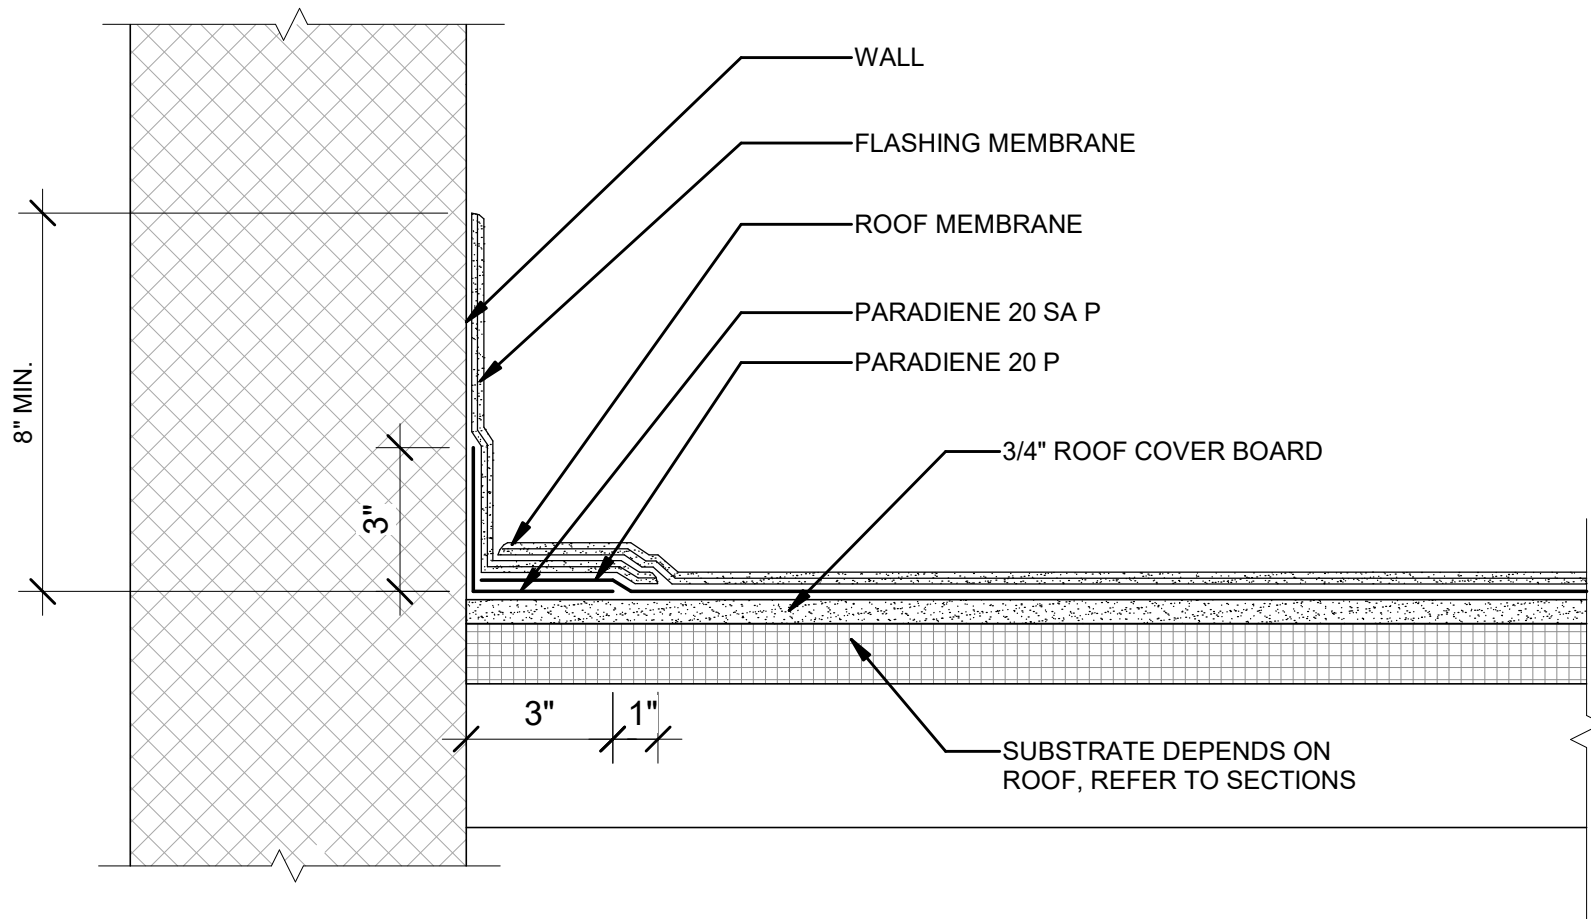 WALL
FLASHING MEMBRANE
ROOF MEMBRANE
PARADIENE 20 SA P
PARADIENE 20 P
8" MIN.
3/4" ROOF COVER BOARD
3"
3"
1"
SUBSTRATE DEPENDS ON
ROOF, REFER TO SECTIONS